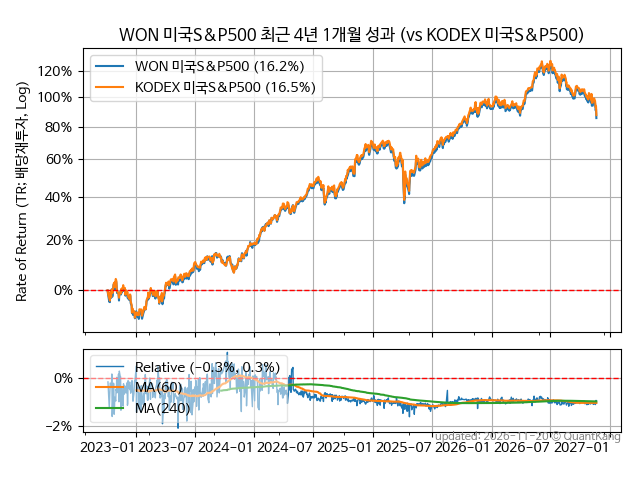 WON 미국S&P500 최근 4년 1개월 성과 (vs KODEX 미국S&P500)
Rate of Return (TR: 배당재투자, Log)
WON 미국S&P500 (16.2%)
KODEX 미국S&P500 (16.5%)
120%
100%
80%
60%
40%
20%
0%
Relative (−0.3%, 0.3%)
MA(60)
MA(240)
0%
−2%
updated: 2026-11-20 © QuantKang
2023−01
2023−07
2024−01
2024−07
2025−01
2025−07
2026−01
2026−07
2027−01